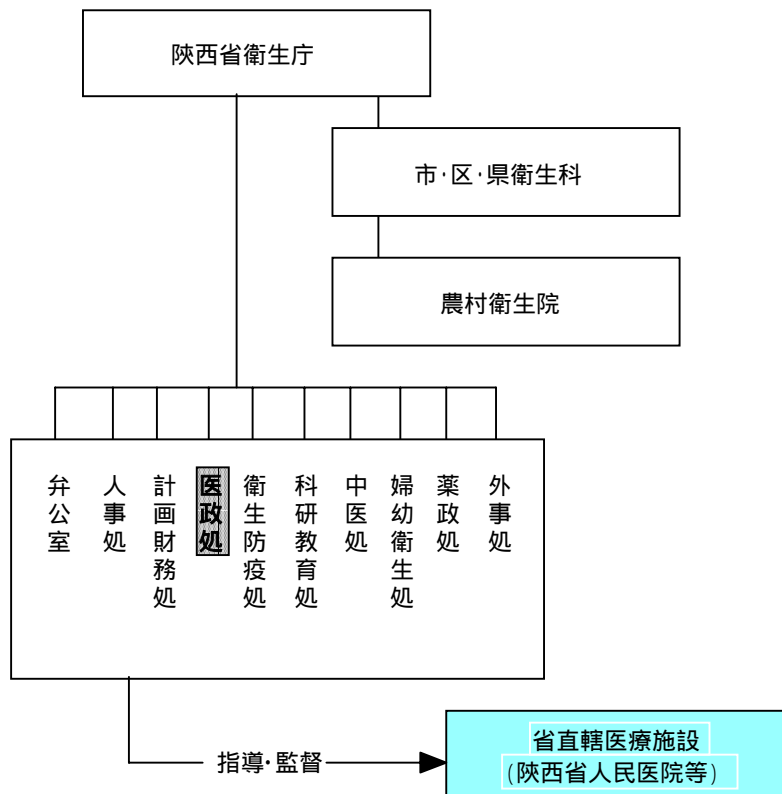 陝西省衛生庁
市･区･県衛生科
農村衛生院
弁公室
人事処
計画財務処
医政処
衛生防疫処
科研教育処
中医処
婦幼衛生処
薬政処
外事処
指導･監督
省直轄医療施設
(陝西省人民医院等)